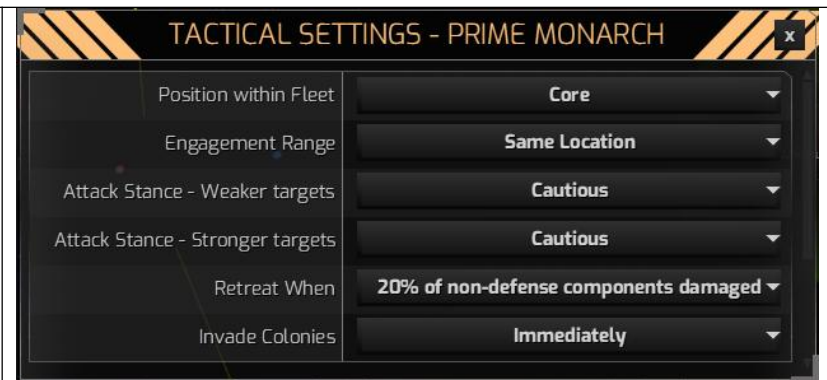 TACTICAL SETTINGS - PRIME MONARCH
x
Position within Fleet Core
Engagement Range Same Location
Attack Stance - Weaker targets Cautious
Attack Stance - Stronger targets Cautious
Retreat When 20% of non-defense components damaged
Invade Colonies Immediately